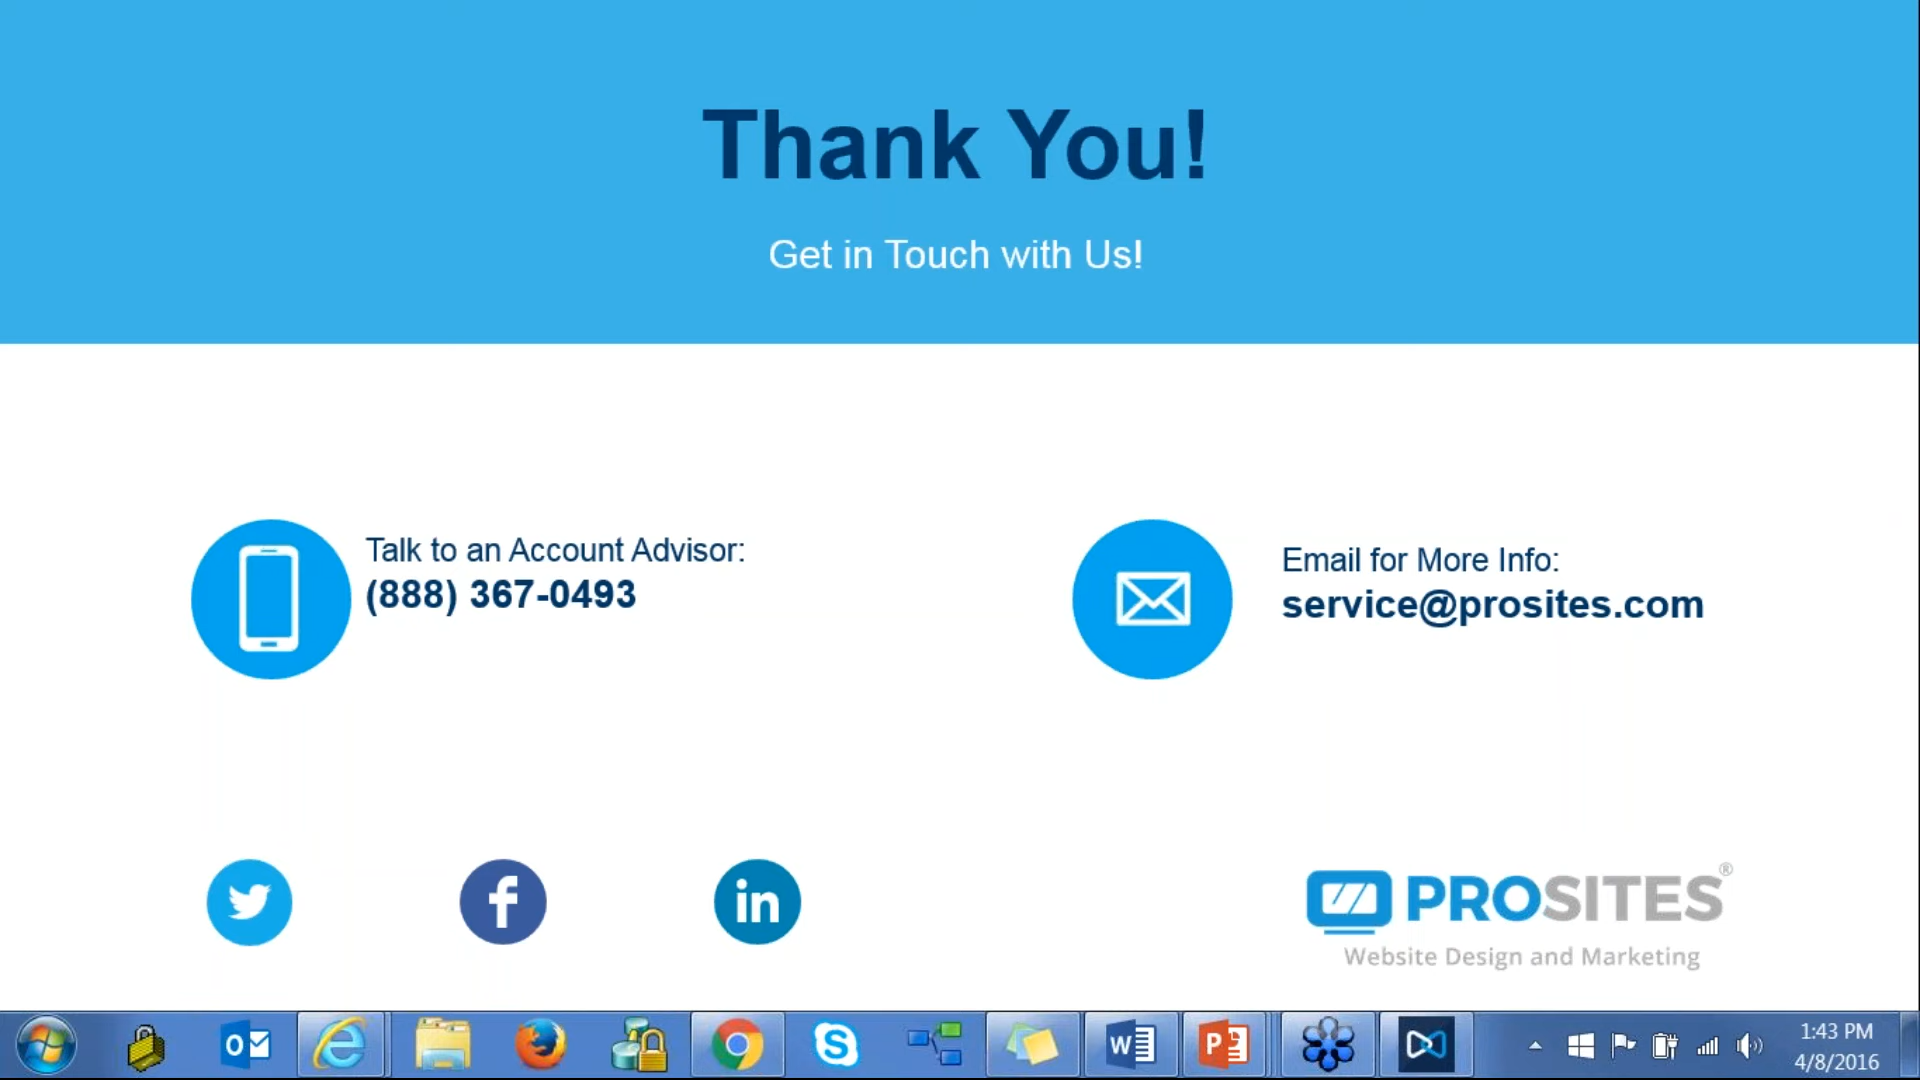 Thank You!
Get in Touch with Us!
Talk to an Account Advisor:
(888) 367-0493
Email for More Info:
service@prosites.com
f
in
PROSITES®
Website Design and Marketing
1:43 PM
4/8/2016